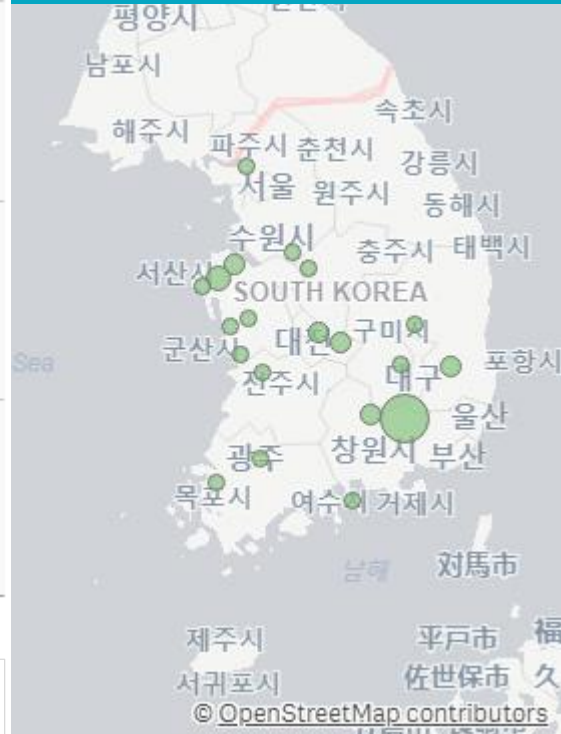 평양시
남포시
속초시
해주시
파주시 춘천시
강릉시
서울 원주시
동해시
수원시
충주시 태백시
서산시
SOUTH KOREA
대전 구미시
군산시
포항시
Sea
대구
전주시
울산
창원시 부산
광주
목포시 여수시 거제시
남해
対馬市
제주시
平戸市 福
서귀포시
佐世保市 久
© OpenStreetMap contributors